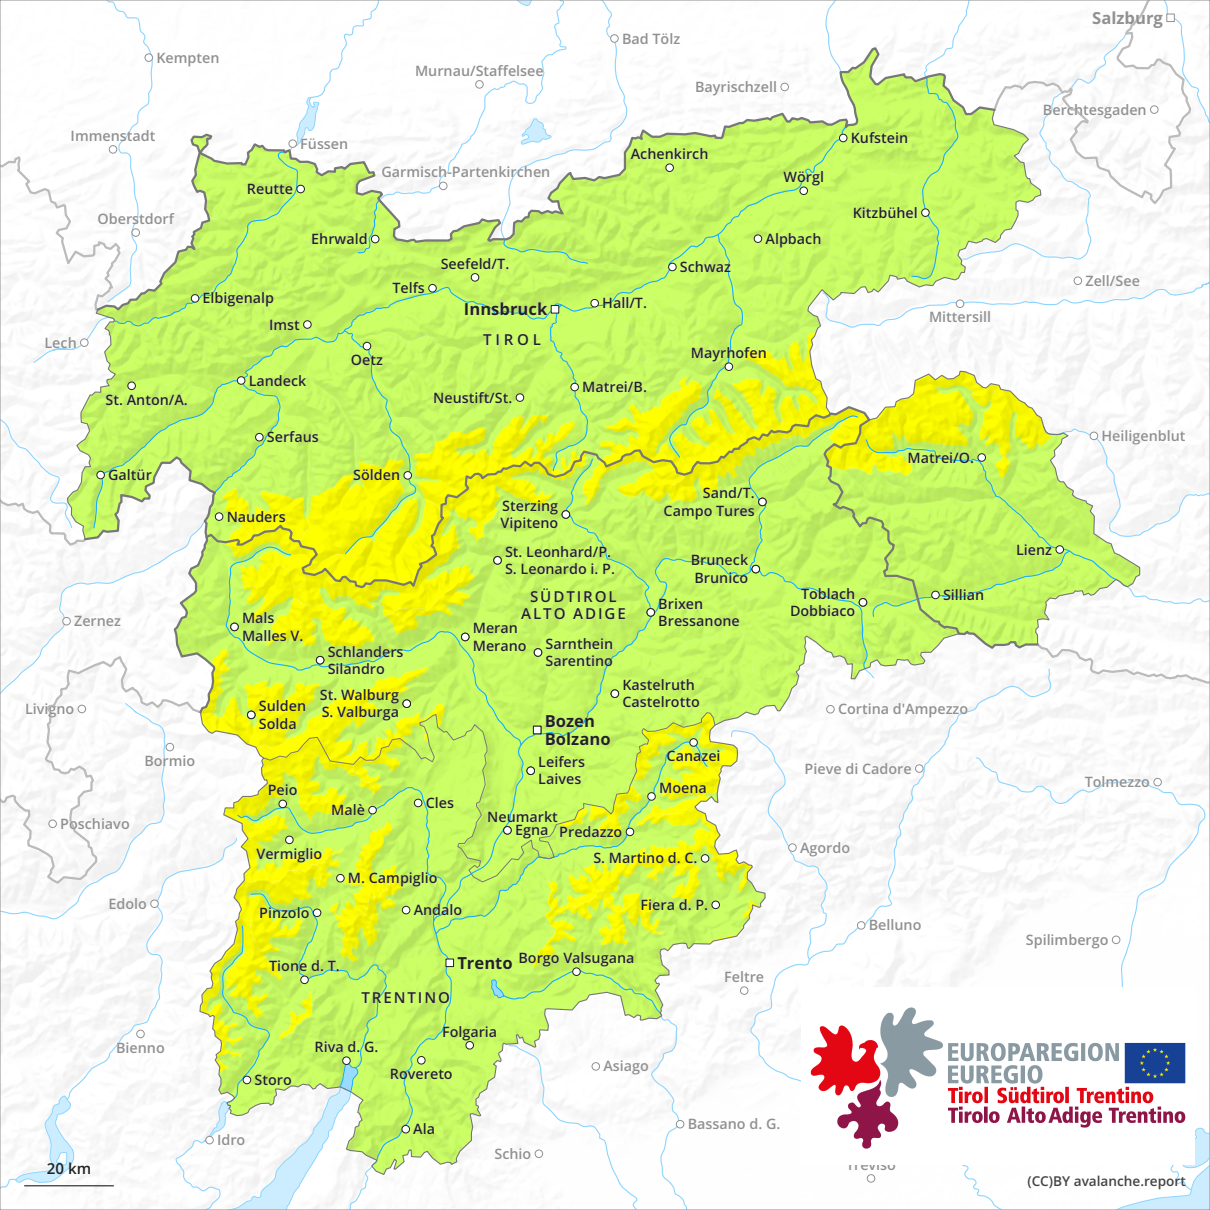 Salzburg
Bad Tölz
Kempten
Murnau/Staffelsee
Bayrischzell
Berchtesgaden
Immenstadt
Füssen
Kufstein
Achenkirch
Garmisch-Partenkirchen
Wörgl
Reutte
Oberstdorf
Kitzbühel
Ehrwald
Alpbach
Seefeld/T.
Schwaz
Zell/See
Telfs
Elbigenalp
Hall/T.
Innsbruck
Mittersill
Imst
TIROL
Lech
Oetz
Mayrhofen
Landeck
Matrei/B.
St. Anton/A.
Neustift/St.
Serfaus
Heiligenblut
Matrei/O.
Galtür
Sölden
Sand/T.
Campo Tures
Sterzing
Vipiteno
Nauders
Lienz
St. Leonhard/P.
S. Leonardo i. P.
Bruneck
Brunico
SÜDTIROL
ALTO ADIGE
Toblach
Dobbiaco
Sillian
Brixen
Bressanone
Zernez
Mals
Malles V.
Meran
Merano
Sarnthein
Sarentino
Schlanders
Silandro
Kastelruth
Castelrotto
St. Walburg
S. Valburga
Sulden
Solda
Livigno
Cortina d'Ampezzo
Bozen
Bolzano
Canazei
Bormio
Leifers
Laives
Pieve di Cadore
Tolmezzo
Peio
Moena
Malè
Cles
Neumarkt
Egna
Predazzo
Poschiavo
Vermiglio
Agordo
S. Martino d. C.
M. Campiglio
Edolo
Pinzolo
Andalo
Fiera d. P.
Belluno
Spilimbergo
Trento
Borgo Valsugana
Tione d. T.
Feltre
TRENTINO
Folgaria
Bienno
Riva d. G.
Rovereto
Asiago
Storo
EUROPAREGION
EUREGIO
Tirol Südtirol Trentino
Tirolo Alto Adige Trentino
Ala
Bassano d. G.
Idro
Schio
Treviso
20 km
(CC)BY avalanche.report